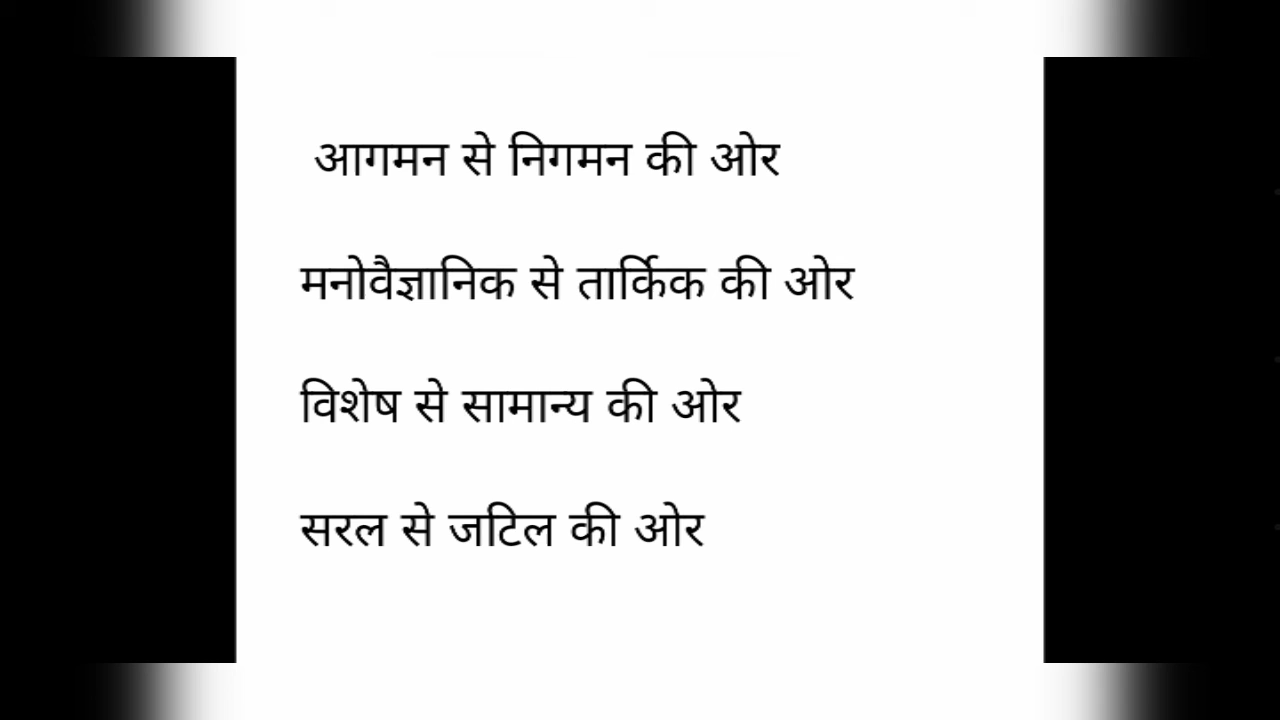 आगमन से निगमन की ओर
मनोवैज्ञानिक से तार्किक की ओर
विशेष से सामान्य की ओर
सरल से जटिल की ओर